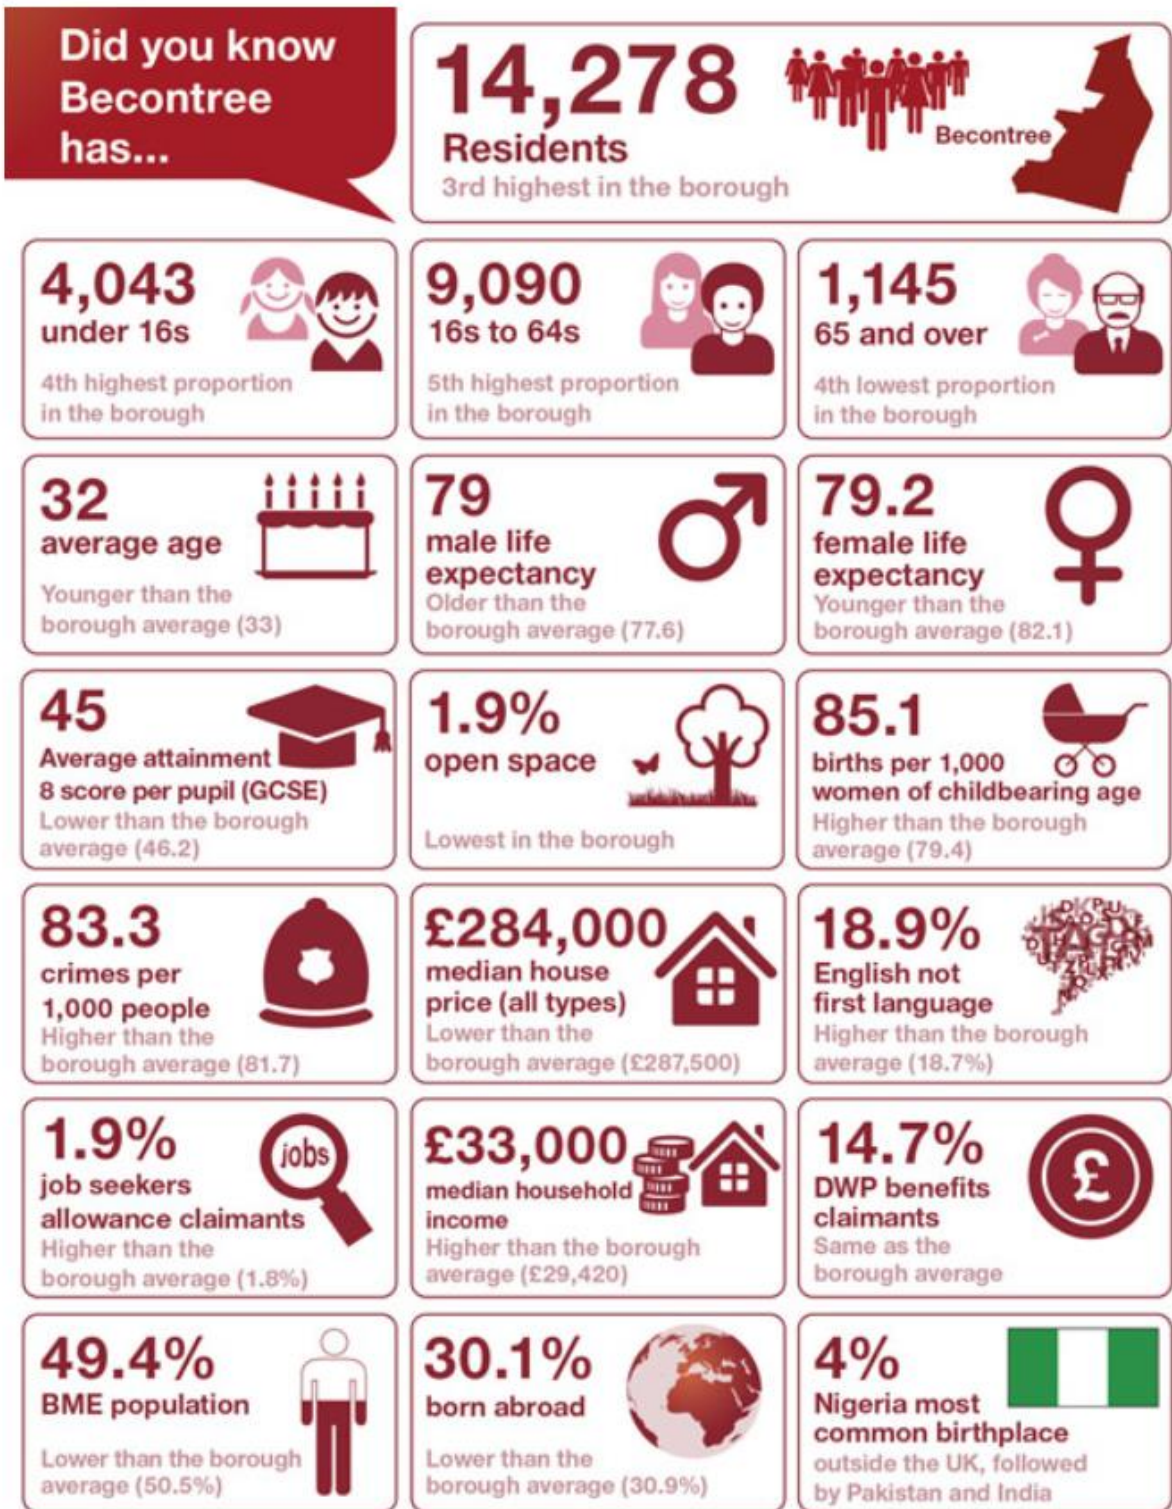 Did you know
Becontree
has...
14,278
Residents
3rd highest in the borough
Becontree
4,043
under 16s
4th highest proportion
in the borough
9,090
16s to 64s
5th highest proportion
in the borough
1,145
65 and over
4th lowest proportion
in the borough
32
average age
Younger than the
borough average (33)
79
male life
expectancy
Older than the
borough average (77.6)
79.2
female life
expectancy
Younger than the
borough average (82.1)
45
Average attainment
8 score per pupil (GCSE)
Lower than the borough
average (46.2)
1.9%
open space
Lowest in the borough
85.1
births per 1,000
women of childbearing age
Higher than the borough
average (79.4)
83.3
crimes per
1,000 people
Higher than the
borough average (81.7)
£284,000
median house
price (all types)
Lower than the
borough average (£287,500)
18.9%
English not
first language
Higher than the borough
average (18.7%)
1.9%
job seekers
allowance claimants
Higher than the
borough average (1.8%)
jobs
£33,000
median household
income
Higher than the borough
average (£29,420)
14.7%
DWP benefits
claimants
Same as the
borough average
£
49.4%
BME population
Lower than the borough
average (50.5%)
30.1%
born abroad
Lower than the
borough average (30.9%)
4%
Nigeria most
common birthplace
outside the UK, followed
by Pakistan and India